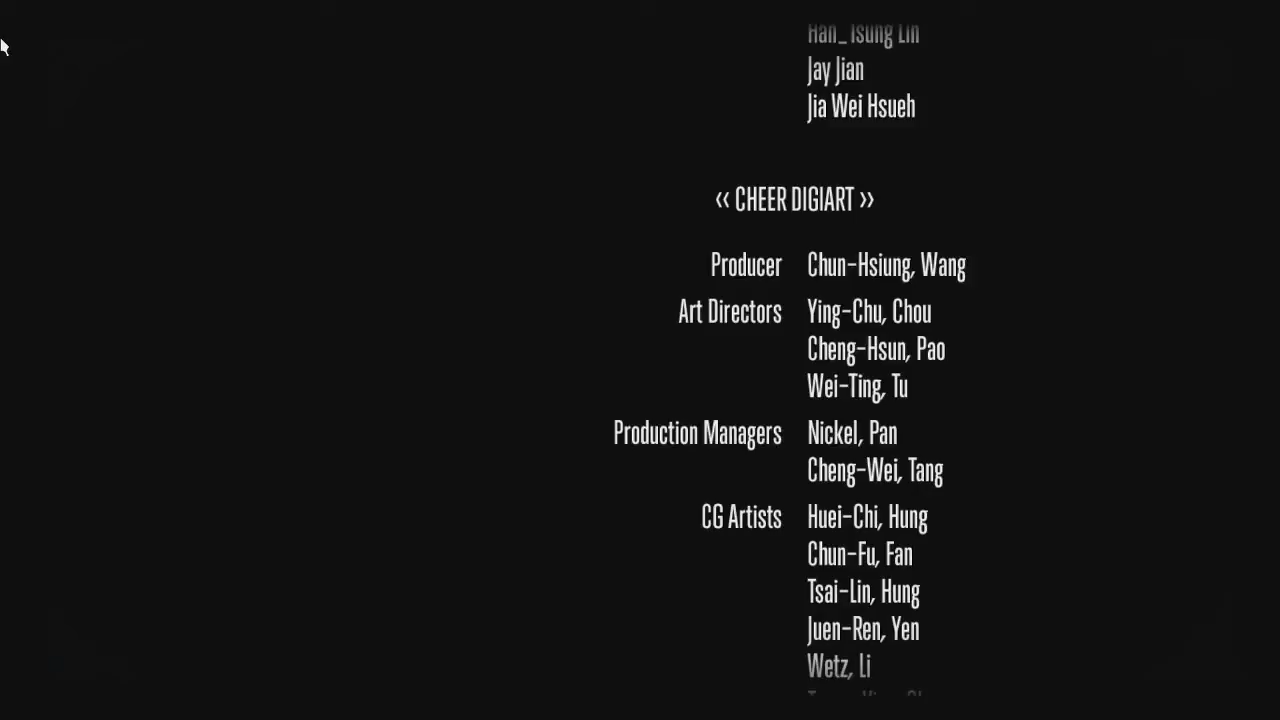 Han_Tsung Lin
Jay Jian
Jia Wei Hsueh
‹‹ CHEER DIGIART ››
Producer Chun-Hsiung, Wang
Art Directors Ying-Chu, Chou
Cheng-Hsun, Pao
Wei-Ting, Tu
Production Managers Nickel, Pan
Cheng-Wei, Tang
CG Artists Huei-Chi, Hung
Chun-Fu, Fan
Tsai-Lin, Hung
Juen-Ren, Yen
Wetz, Li